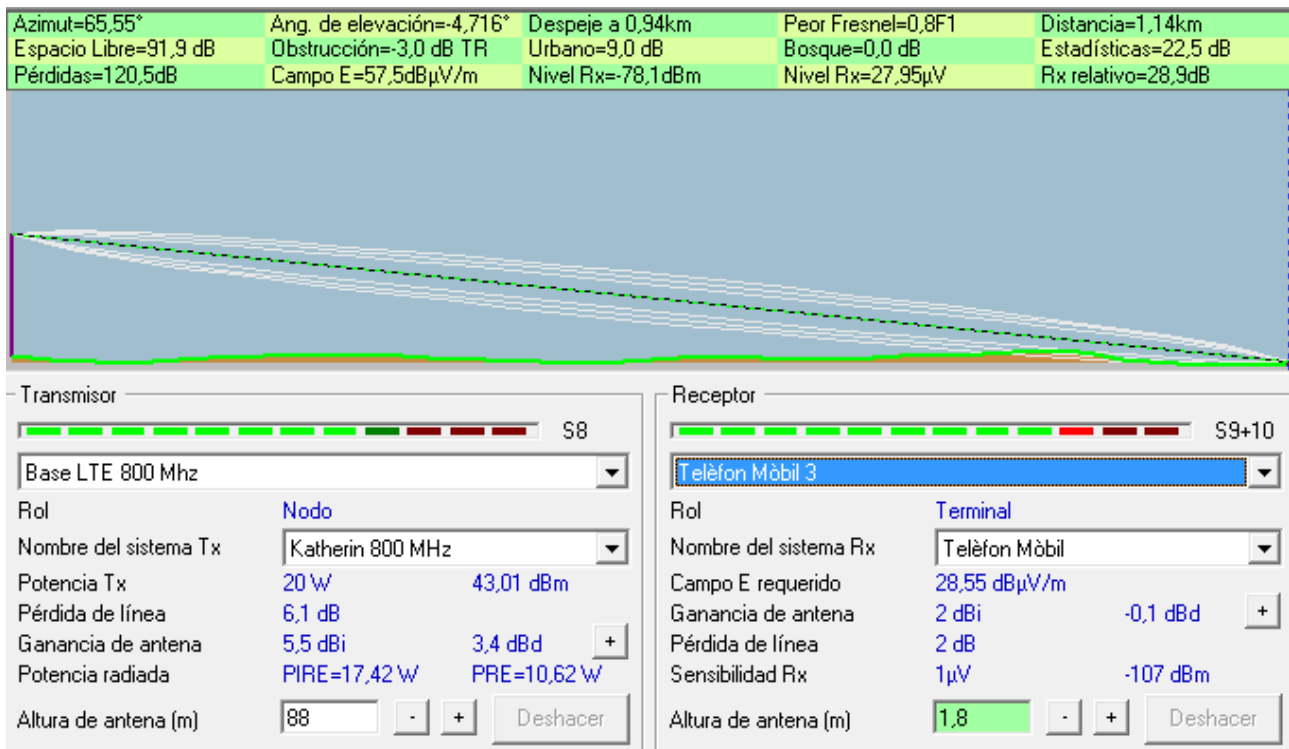 Azimut=65,55° Ang. de elevación=-4,716° Despeje a 0,94km Peor Fresnel=0,8F1 Distancia=1,14km
Espacio Libre=91,9 dB Obstrucción=-3,0 dB TR Urbano=9,0 dB Bosque=0,0 dB Estadísticas=22,5 dB
Pérdidas=120,5dB Campo E=57,5dBµV/m Nivel Rx=-78,1dBm Nivel Rx=27,95µV Rx relativo=28,9dB
Transmisor
S8
Base LTE 800 Mhz
Rol Nodo
Nombre del sistema Tx Katherin 800 MHz
Potencia Tx 20 W 43,01 dBm
Pérdida de línea 6,1 dB
Ganancia de antena 5,5 dBi 3,4 dBd +
Potencia radiada PIRE=17,42 W PRE=10,62 W
Altura de antena (m) 88 - + Deshacer
Receptor
S9+10
Telèfon Mòbil 3
Rol Terminal
Nombre del sistema Rx Telèfon Mòbil
Campo E requerido 28,55 dBµV/m
Ganancia de antena 2 dBi -0,1 dBd +
Pérdida de línea 2 dB
Sensibilidad Rx 1µV -107 dBm
Altura de antena (m) 1,8 - + Deshacer